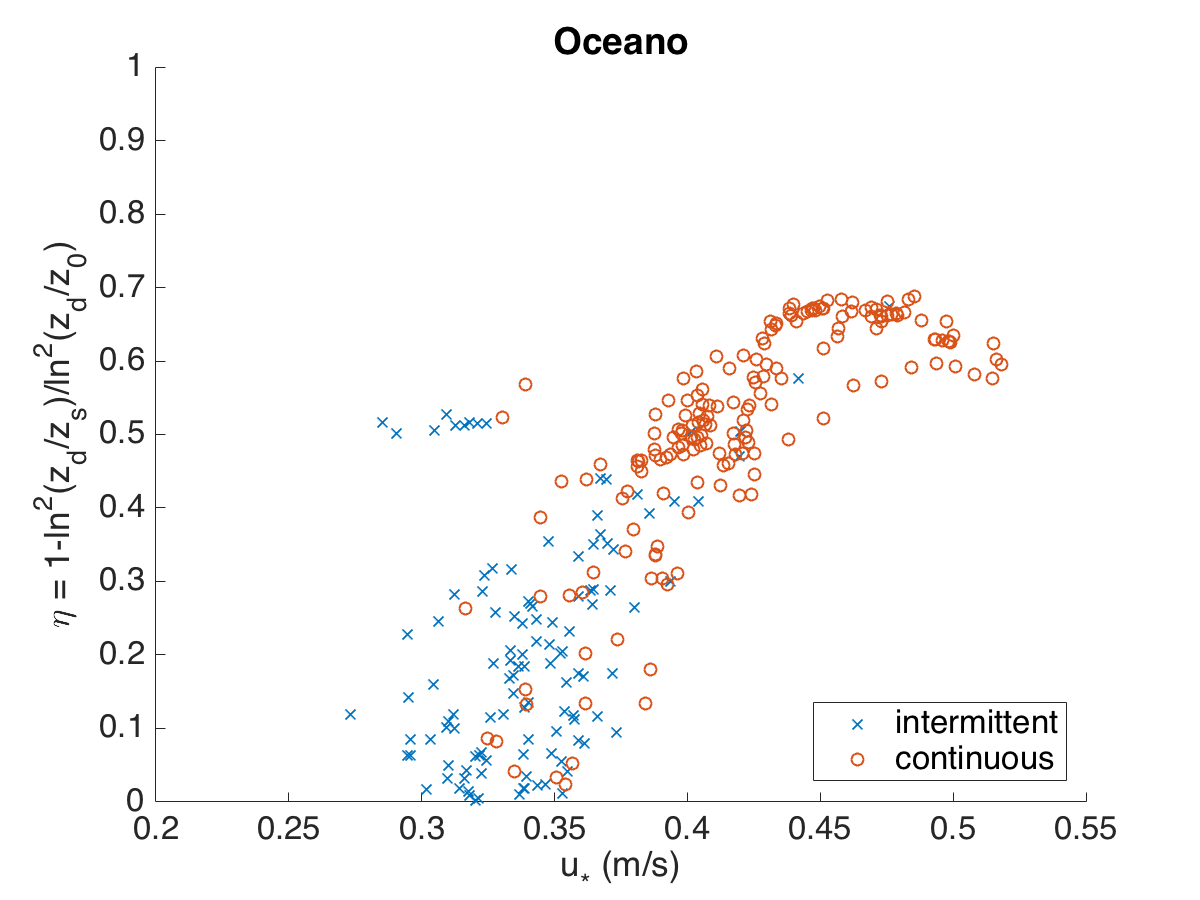 Oceano
1
0.9
0.8
0.7
0.6
0.5
0.4
0.3
0.2
0.1
0
η = 1-ln²(z_d/z_s)/ln²(z_d/z_0)
0.2 0.25 0.3 0.35 0.4 0.45 0.5 0.55
u_* (m/s)
intermittent
continuous